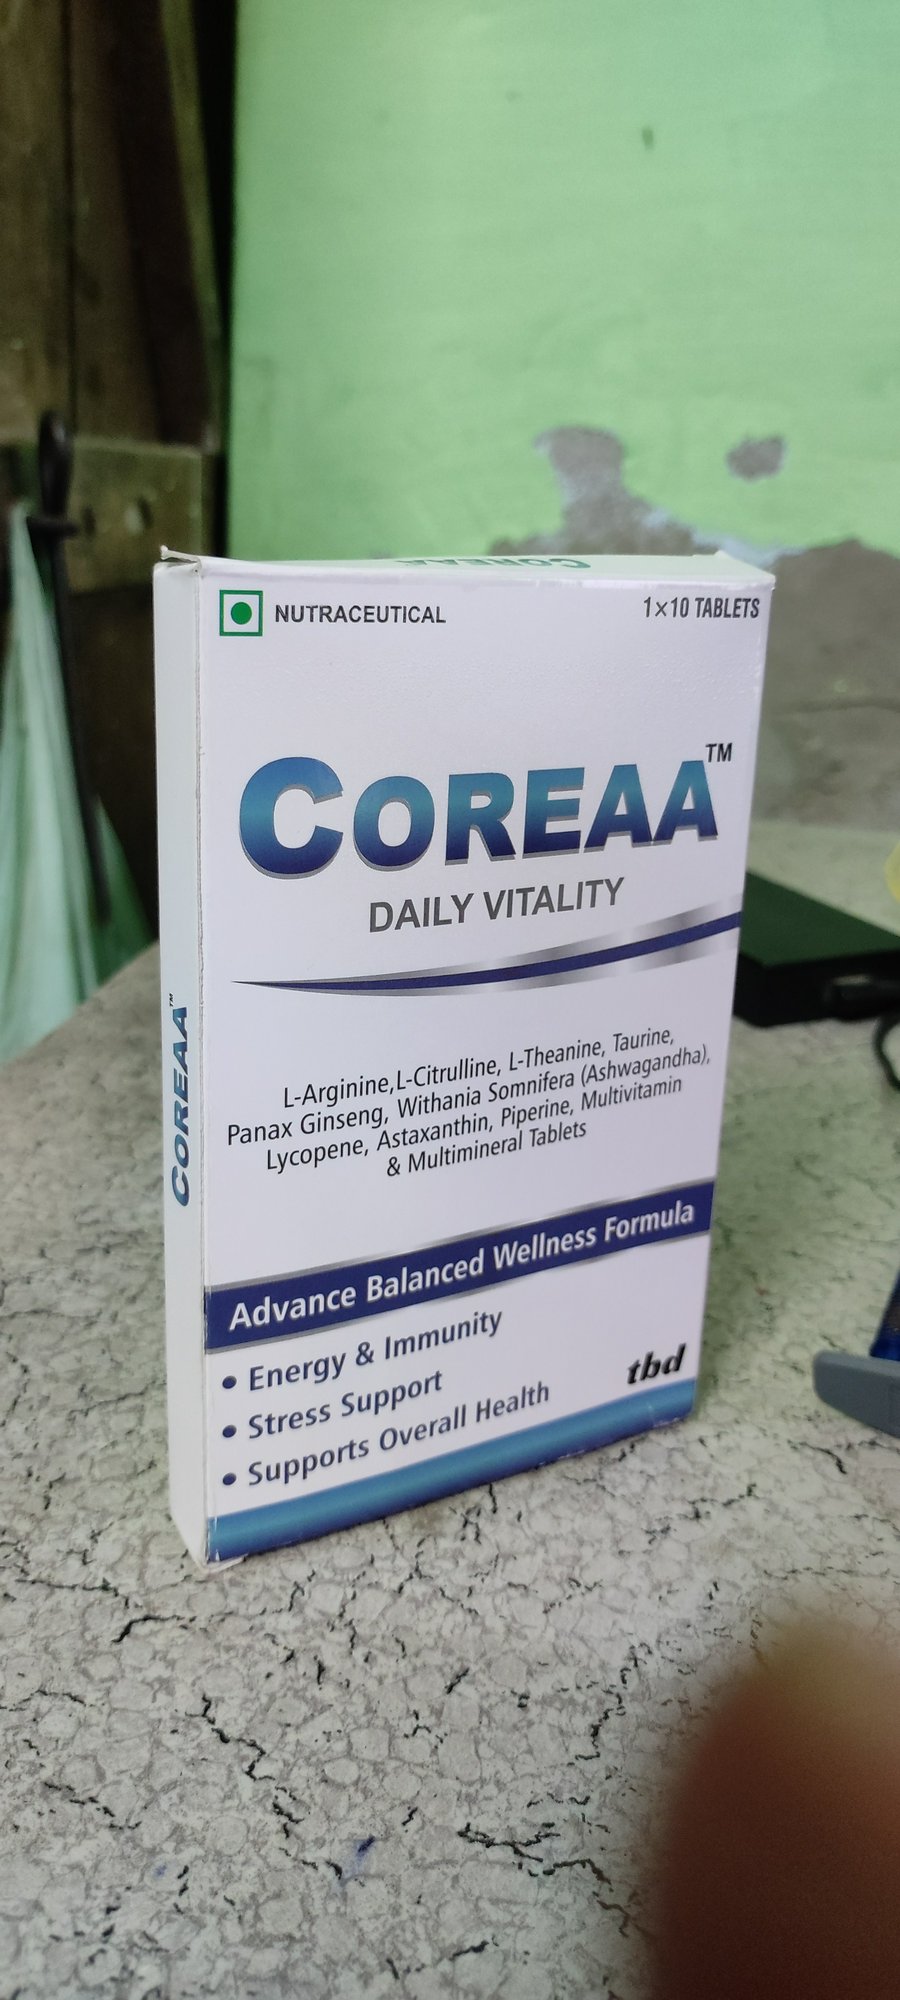 COREAA
NUTRACEUTICAL
1×10 TABLETS
COREAA™
DAILY VITALITY
L-Arginine,L-Citrulline, L-Theanine, Taurine,
Panax Ginseng, Withania Somnifera (Ashwagandha),
Lycopene, Astaxanthin, Piperine, Multivitamin
& Multimineral Tablets
Advance Balanced Wellness Formula
• Energy & Immunity
• Stress Support
• Supports Overall Health
tbd
COREAA™